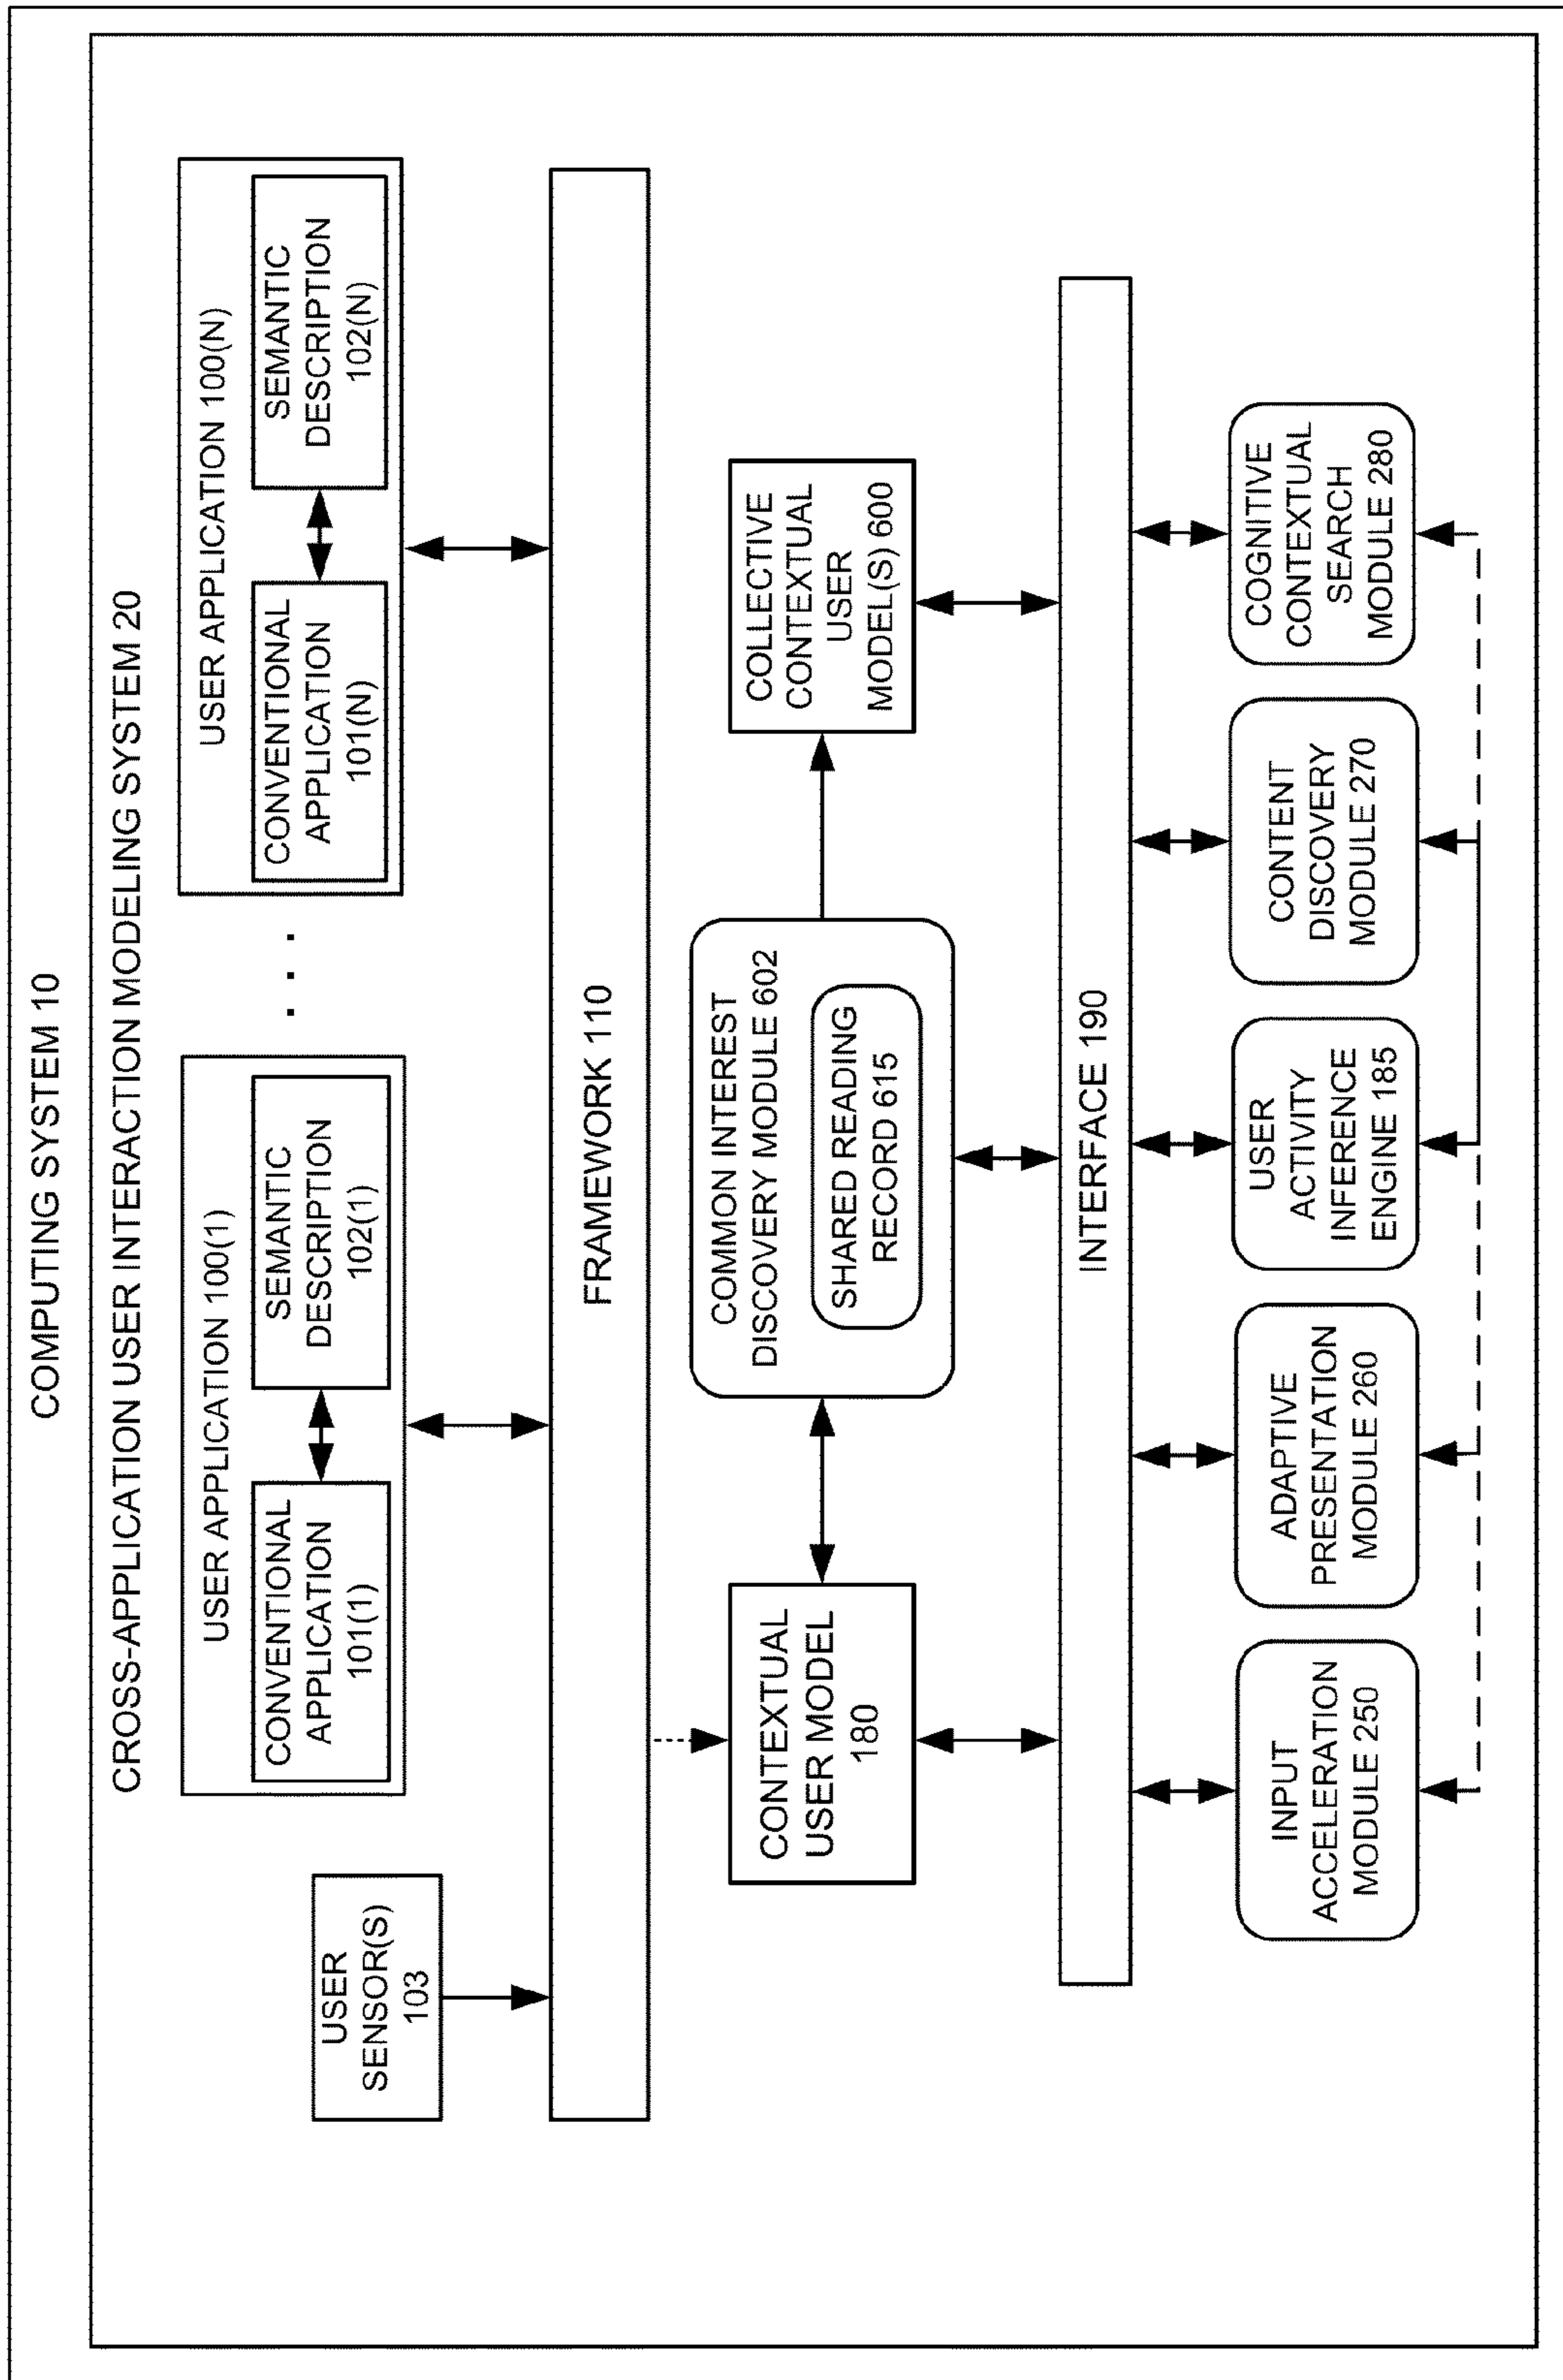 COMPUTING SYSTEM 10
CROSS-APPLICATION USER INTERACTION MODELING SYSTEM 20
USER
SENSOR(S)
103
USER APPLICATION 100(1)
CONVENTIONAL
APPLICATION
101(1)
SEMANTIC
DESCRIPTION
102(1)
. . .
USER APPLICATION 100(N)
CONVENTIONAL
APPLICATION
101(N)
SEMANTIC
DESCRIPTION
102(N)
FRAMEWORK 110
CONTEXTUAL
USER MODEL
180
COMMON INTEREST
DISCOVERY MODULE 602
SHARED READING
RECORD 615
COLLECTIVE
CONTEXTUAL
USER
MODEL(S) 600
INTERFACE 190
INPUT
ACCELERATION
MODULE 250
ADAPTIVE
PRESENTATION
MODULE 260
USER
ACTIVITY
INFERENCE
ENGINE 185
CONTENT
DISCOVERY
MODULE 270
COGNITIVE
CONTEXTUAL
SEARCH
MODULE 280